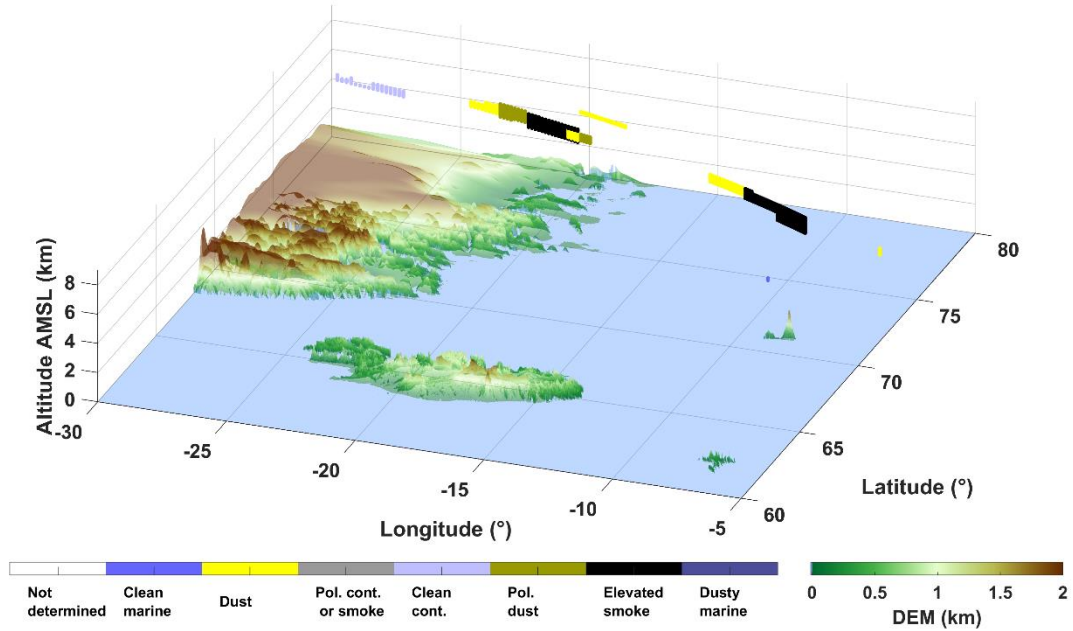 Altitude AMSL (km)
8
6
4
2
0
-30
-25
-20
-15
-10
-5
Longitude (°)
60
65
70
75
80
Latitude (°)
Not
determined
Clean
marine
Dust
Pol. cont.
or smoke
Clean
cont.
Pol.
dust
Elevated
smoke
Dusty
marine
0 0.5 1 1.5 2
DEM (km)